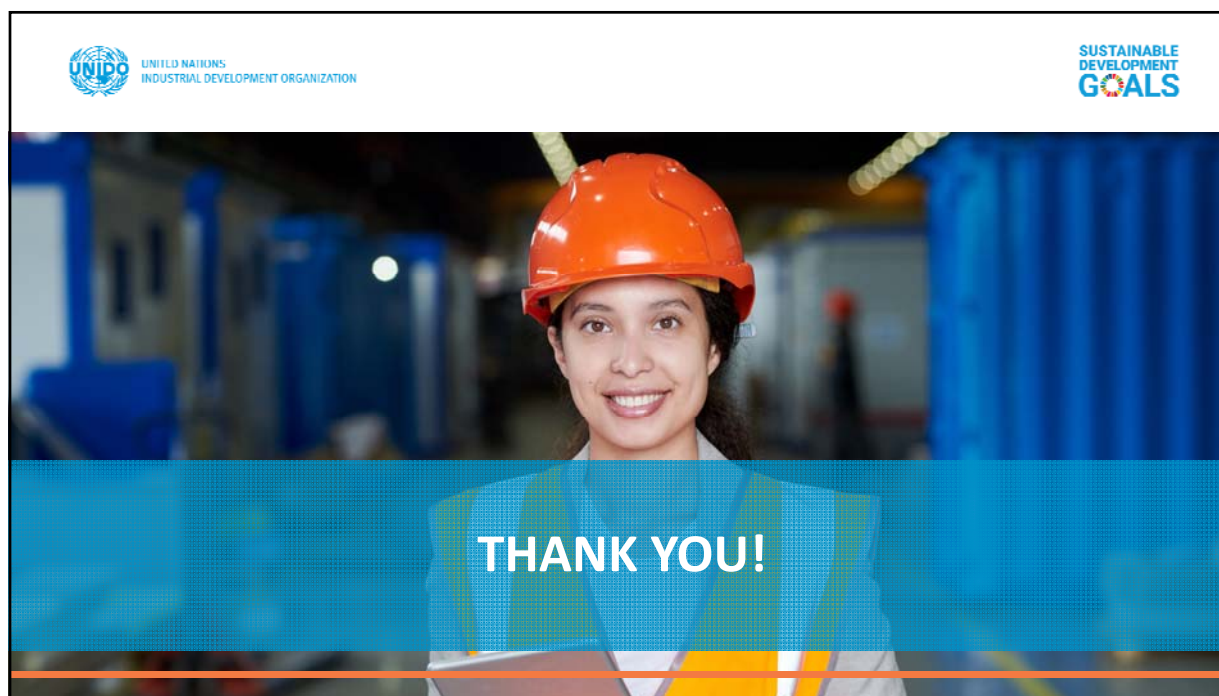 UNIDO
UNITED NATIONS
INDUSTRIAL DEVELOPMENT ORGANIZATION
SUSTAINABLE
DEVELOPMENT
GOALS
THANK YOU!